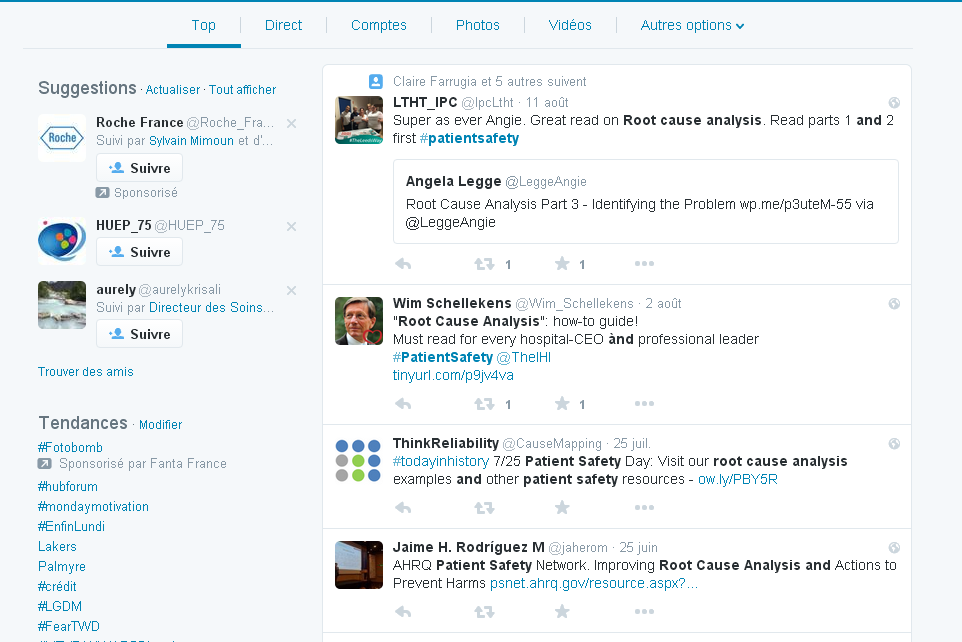 Top
Direct
Comptes
Photos
Vidéos
Autres options
Suggestions · Actualiser · Tout afficher
Roche
Roche France @Roche_Fra...
Suivi par Sylvain Mimoun et d'...
Suivre
Sponsorisé
HUEP_75 @HUEP_75
Suivre
aurely @aurelykrisali
Suivi par Directeur des Soins...
Suivre
Trouver des amis
Tendances · Modifier
#Fotobomb
Sponsorisé par Fanta France
#hubforum
#mondaymotivation
#EnfinLundi
Lakers
Palmyre
#crédit
#LGDM
#FearTWD
Claire Farrugia et 5 autres suivent
LTHT_IPC @IpcLtht · 11 août
Super as ever Angie. Great read on Root cause analysis. Read parts 1 and 2
first #patientsafety
Angela Legge @LeggeAngie
Root Cause Analysis Part 3 - Identifying the Problem wp.me/p3uteM-55 via
@LeggeAngie
1
1
Wim Schellekens @Wim_Schellekens · 2 août
"Root Cause Analysis": how-to guide!
Must read for every hospital-CEO ànd professional leader
#PatientSafety @TheIHI
tinyurl.com/p9jv4va
1
1
ThinkReliability @CauseMapping · 25 juil.
#todayinhistory 7/25 Patient Safety Day: Visit our root cause analysis
examples and other patient safety resources - ow.ly/PBY5R
Jaime H. Rodríguez M @jaherom · 25 juin
AHRQ Patient Safety Network. Improving Root Cause Analysis and Actions to
Prevent Harms psnet.ahrq.gov/resource.aspx?...